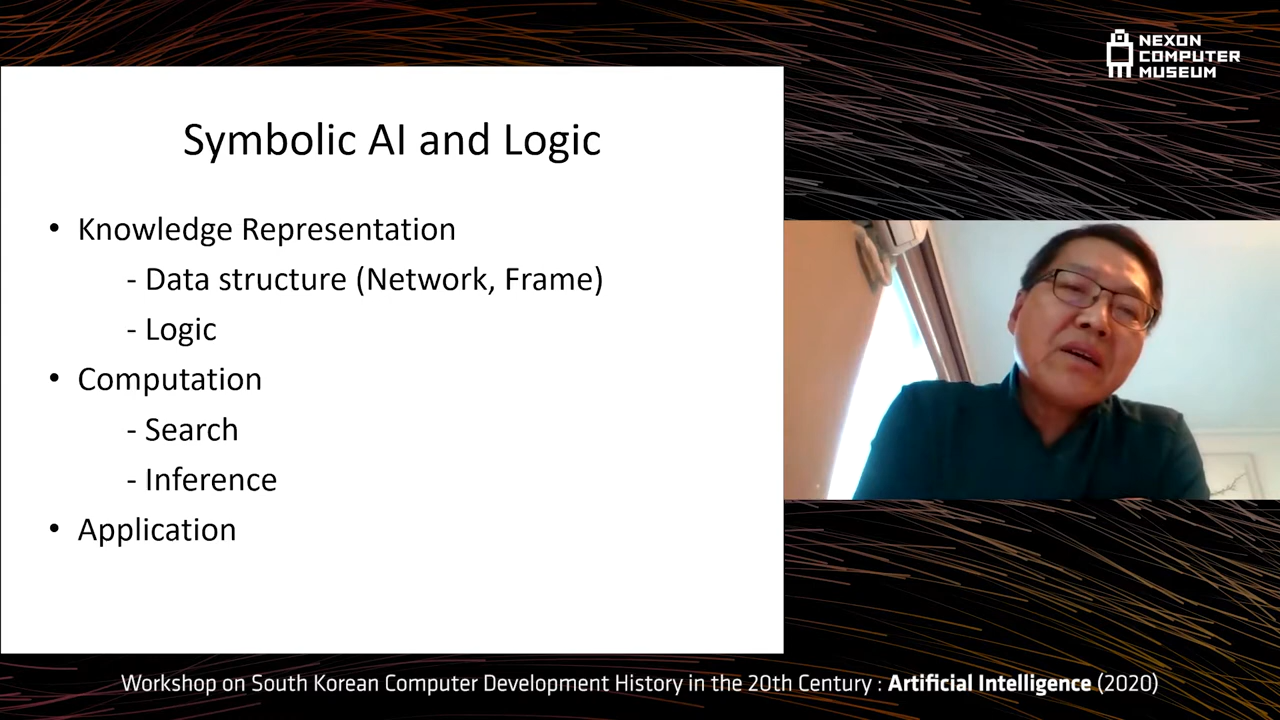 NEXON
COMPUTER
MUSEUM
Symbolic AI and Logic
• Knowledge Representation
- Data structure (Network, Frame)
- Logic
• Computation
- Search
- Inference
• Application
Workshop on South Korean Computer Development History in the 20th Century : Artificial Intelligence (2020)